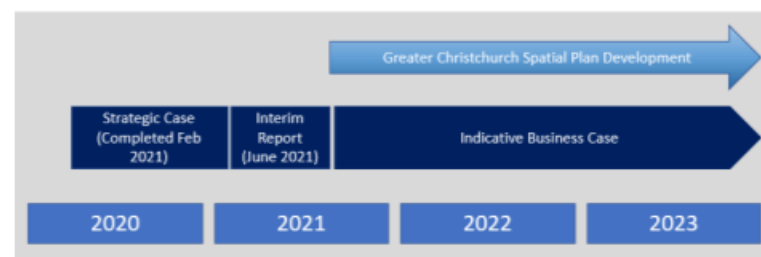 Greater Christchurch Spatial Plan Development
Strategic Case
(Completed Feb
2021)
Interim
Report
(June 2021)
Indicative Business Case
2020
2021
2022
2023